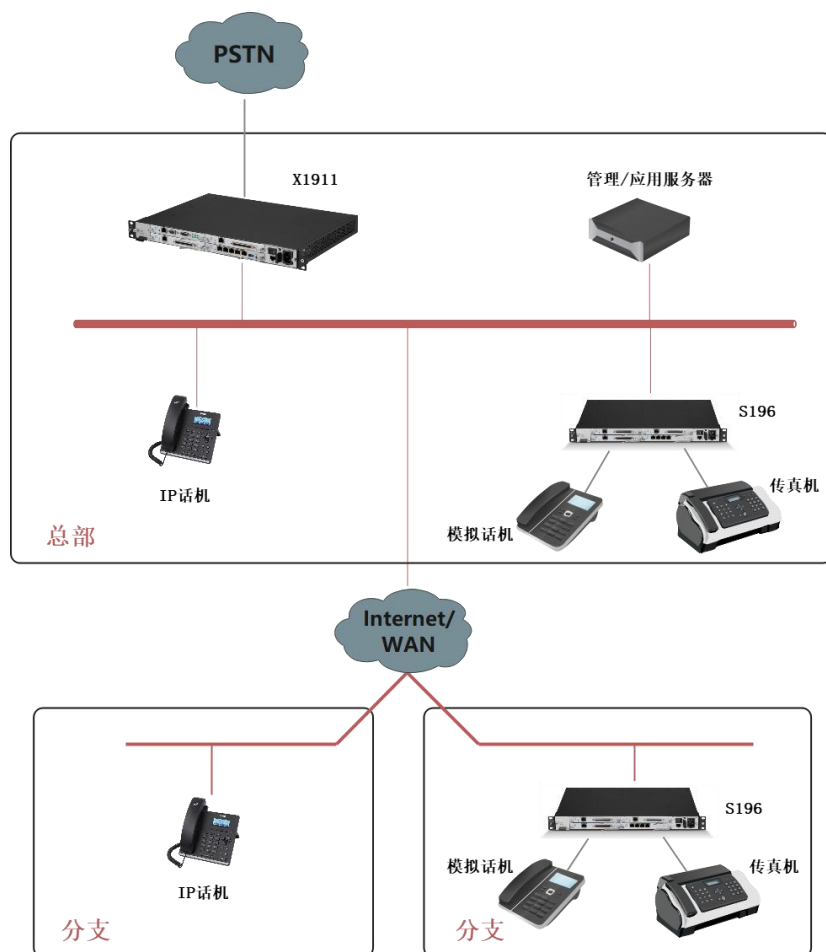 PSTN
X1911
管理/应用服务器
S196
IP话机
模拟话机
传真机
总部
Internet/
WAN
S196
IP话机
模拟话机
传真机
分支
分支